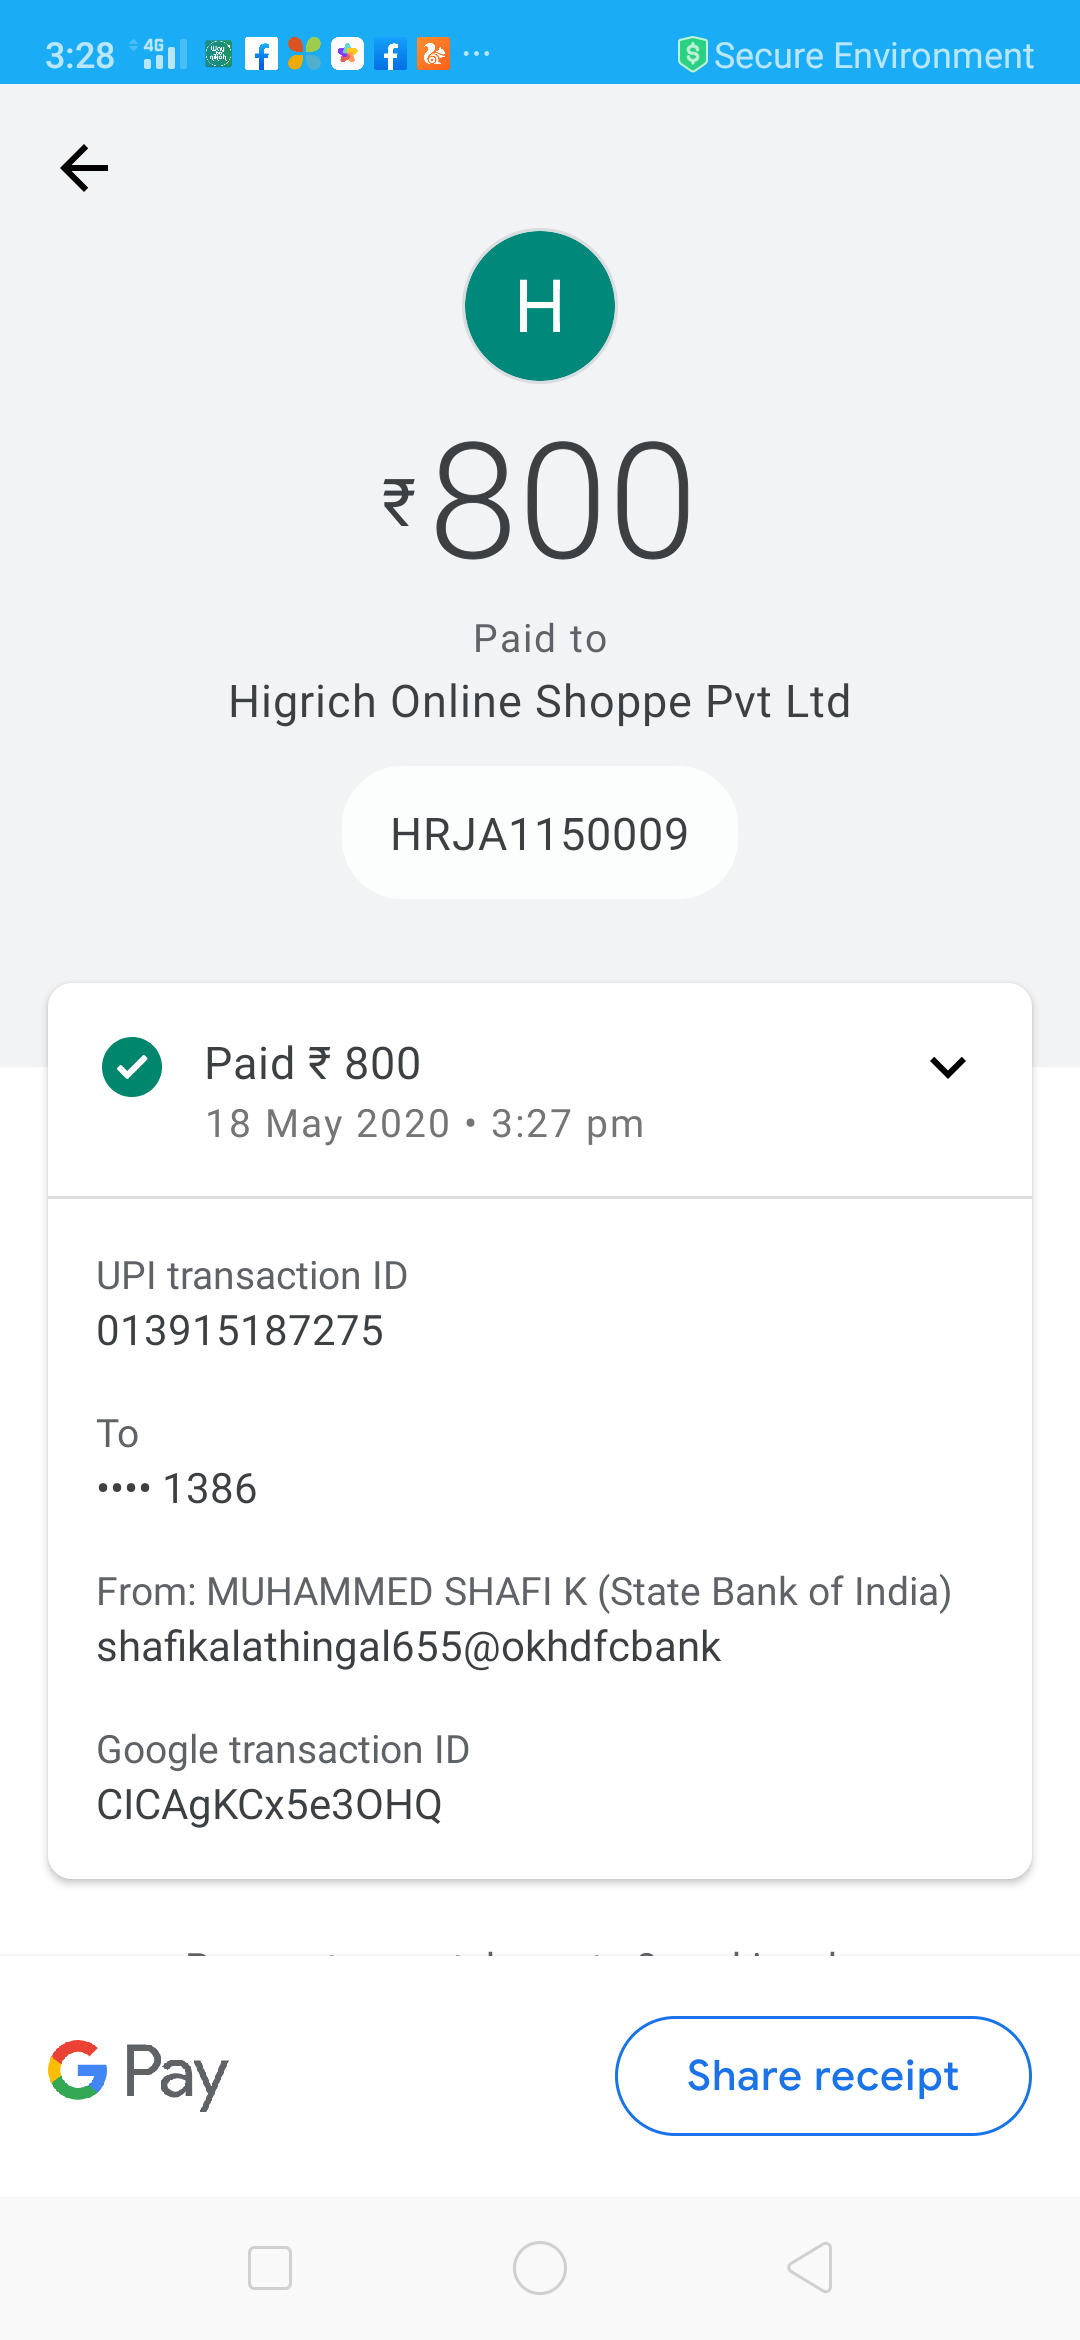 3:28 4G Secure Environment
H
₹800
Paid to
Higrich Online Shoppe Pvt Ltd
HRJA1150009
Paid ₹ 800
18 May 2020 • 3:27 pm
UPI transaction ID
013915187275
To
•••• 1386
From: MUHAMMED SHAFI K (State Bank of India)
shafikalathingal655@okhdfcbank
Google transaction ID
CICAgKCx5e3OHQ
G Pay
Share receipt